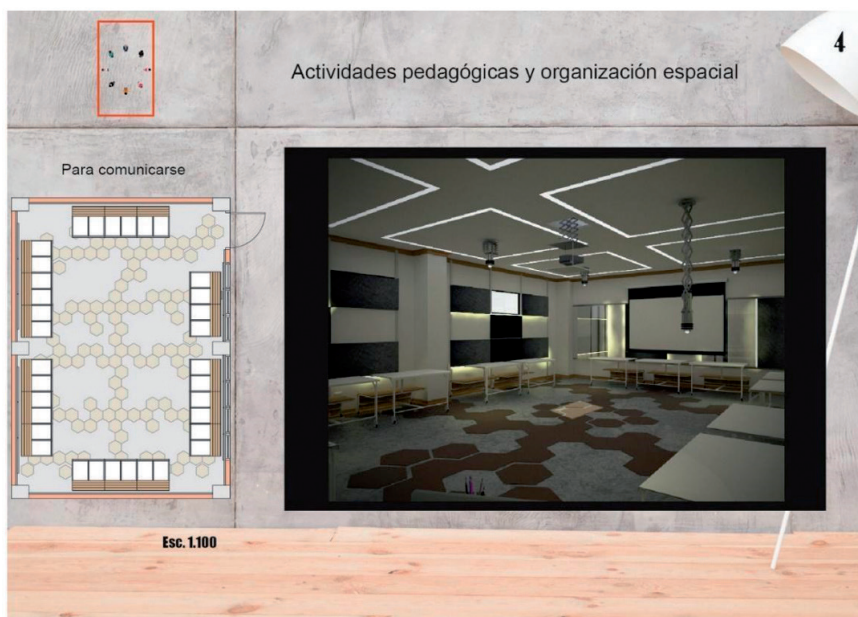 4
Actividades pedagógicas y organización espacial
Para comunicarse
Esc. 1.100